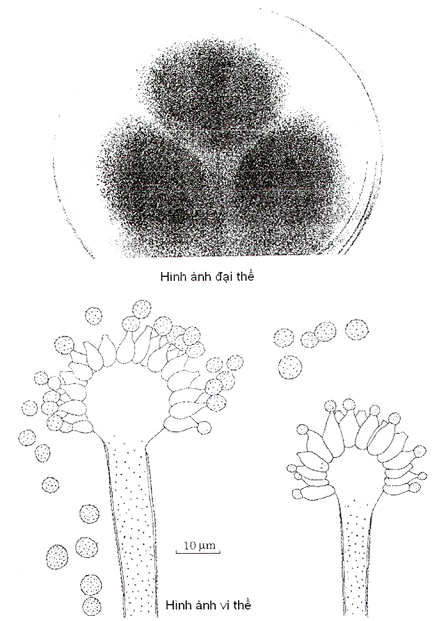 Hình ảnh đại thể
10 μm
Hình ảnh vi thể